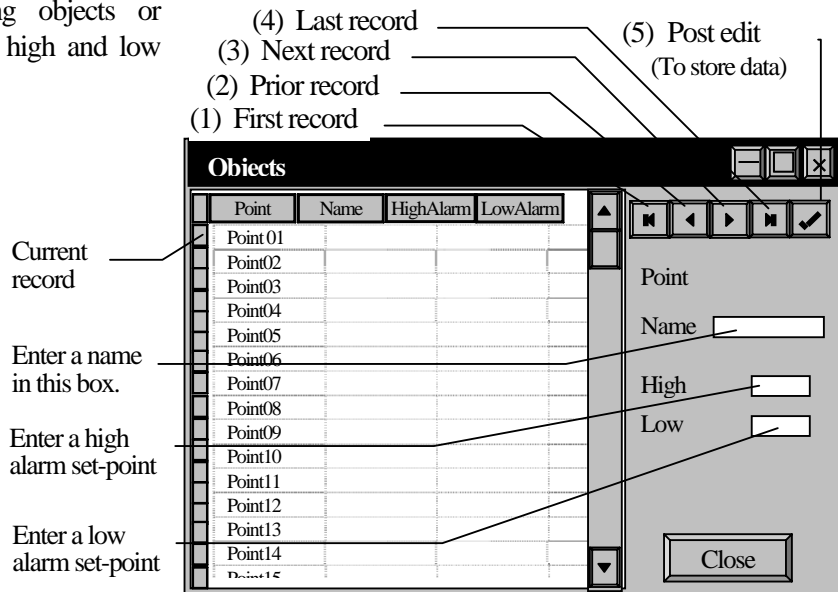 ng objects or
high and low
(4) Last record
(3) Next record
(2) Prior record
(1) First record
(5) Post edit
(To store data)
Objects
Point Name HighAlarm LowAlarm
Point 01
Point02
Point03
Point04
Point05
Point06
Point07
Point08
Point09
Point10
Point11
Point12
Point13
Point14
Point15
Current
record
Enter a name
in this box.
Enter a high
alarm set-point
Enter a low
alarm set-point
Point
Name
High
Low
Close